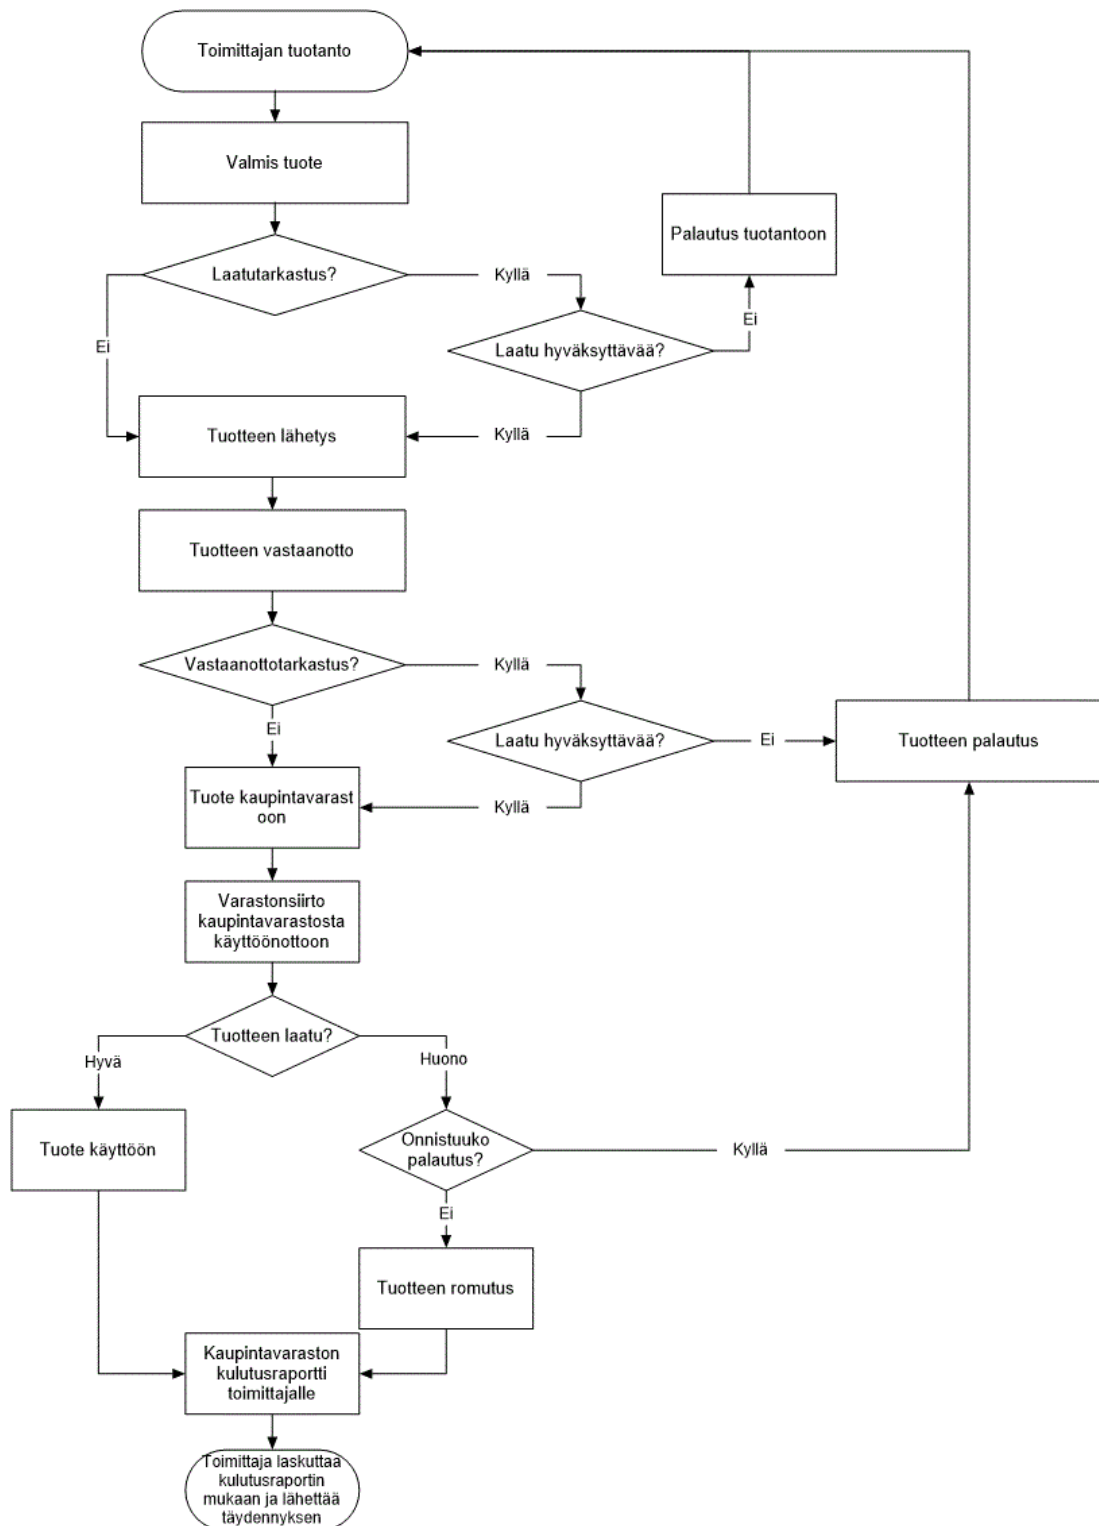 Toimittajan tuotanto
Valmis tuote
Palautus tuotantoon
Laatutarkastus?
Kyllä
Ei
Ei
Laatu hyväksyttävää?
Tuotteen lähetys
Kyllä
Tuotteen vastaanotto
Vastaanottotarkastus?
Kyllä
Ei
Laatu hyväksyttävää?
Ei
Tuotteen palautus
Tuote kaupintavarast
oon
Kyllä
Varastonsiirto
kaupintavarastosta
käyttöönottoon
Tuotteen laatu?
Hyvä
Huono
Tuote käyttöön
Onnistuuko
palautus?
Kyllä
Ei
Tuotteen romutus
Kaupintavaraston
kulutusraportti
toimittajalle
Toimittaja laskuttaa
kulutusraportin
mukaan ja lähettää
täydennyksen